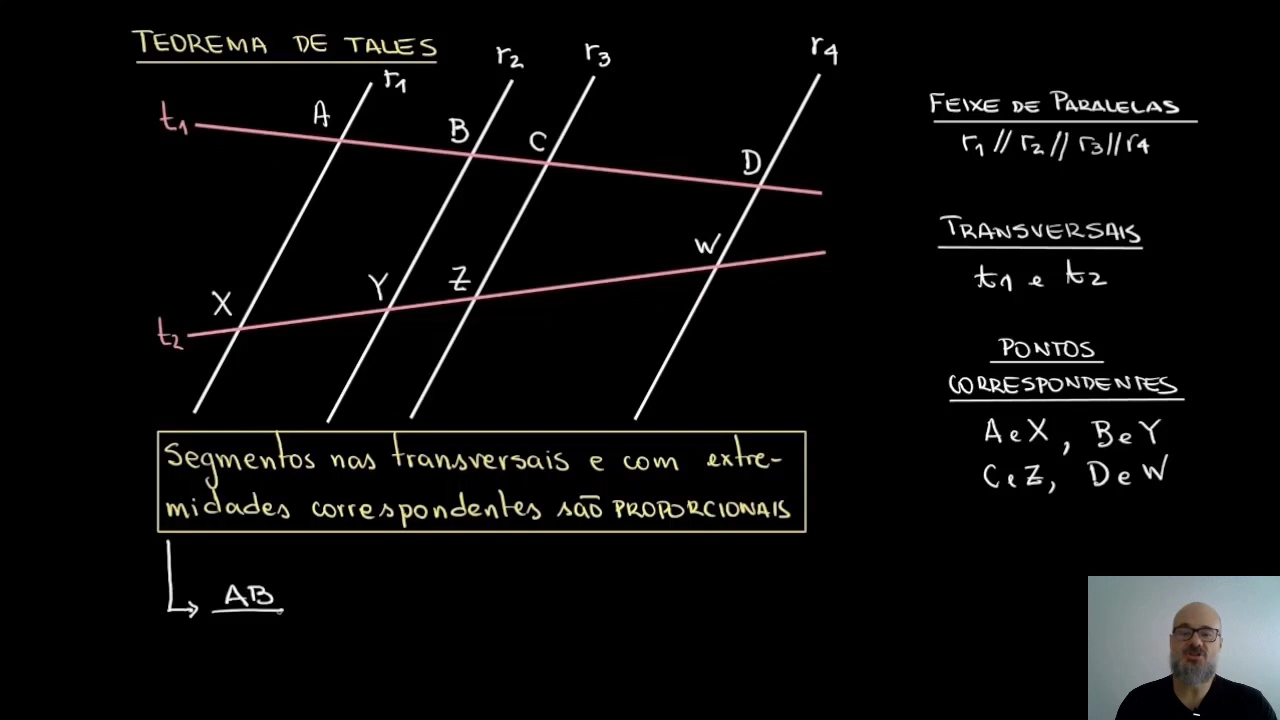 TEOREMA DE TALES
r1
r2
r3
r4
t1
A
B
C
D
X
Y
Z
W
t2
Segmentos nas transversais e com extre-
midades correspondentes são PROPORCIONAIS
AB
FEIXE DE PARALELAS
r1 // r2 // r3 // r4
TRANSVERSAIS
t1 e t2
PONTOS
CORRESPONDENTES
A e X, B e Y
C e Z, D e W